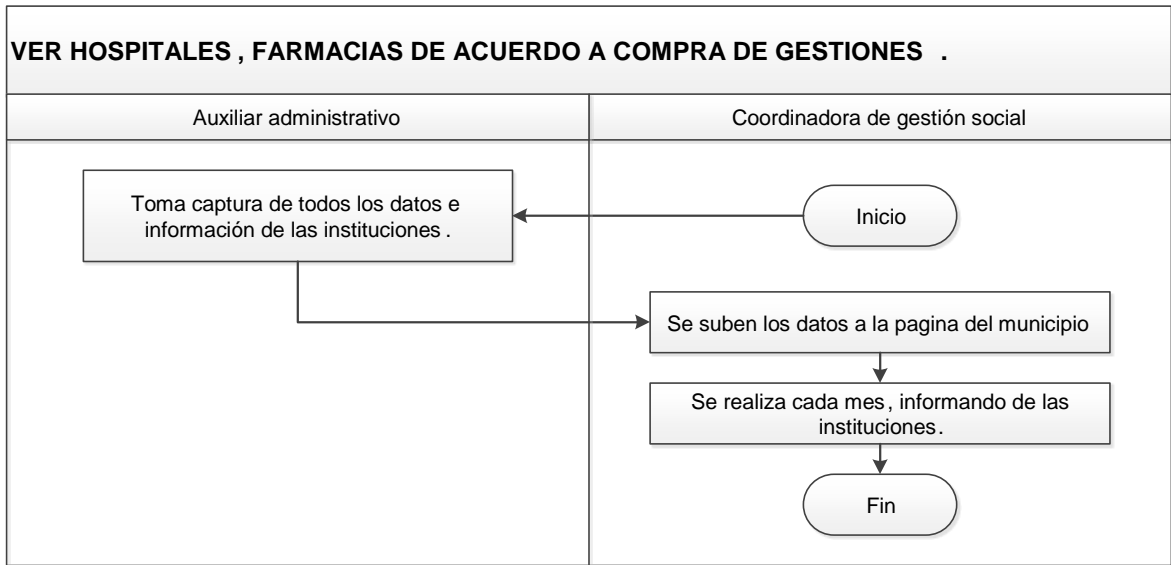 VER HOSPITALES , FARMACIAS DE ACUERDO A COMPRA DE GESTIONES .
Auxiliar administrativo
Coordinadora de gestión social
Toma captura de todos los datos e
información de las instituciones .
Inicio
Se suben los datos a la pagina del municipio
Se realiza cada mes, informando de las
instituciones.
Fin